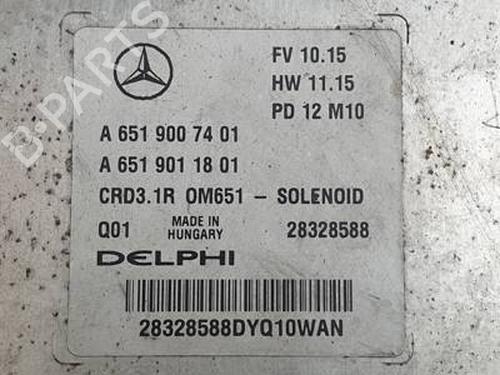 FV 10.15
HW 11.15
PD 12 M10
A 651 900 74 01
A 651 901 18 01
CRD3.1R OM651 – SOLENOID
Q01 MADE IN HUNGARY 28328588
DELPHI
28328588DYQ10WAN
B-PARTS